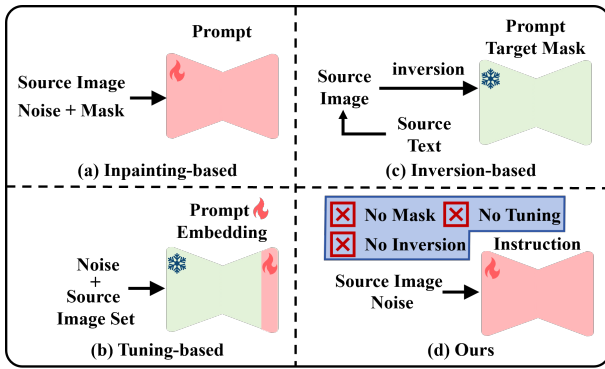 Prompt
Source Image
Noise + Mask
(a) Inpainting-based
Prompt
Target Mask
inversion
Source
Image
Source
Text
(c) Inversion-based
Prompt
Embedding
Noise
+
Source
Image Set
(b) Tuning-based
No Mask No Tuning
No Inversion
Instruction
Source Image
Noise
(d) Ours